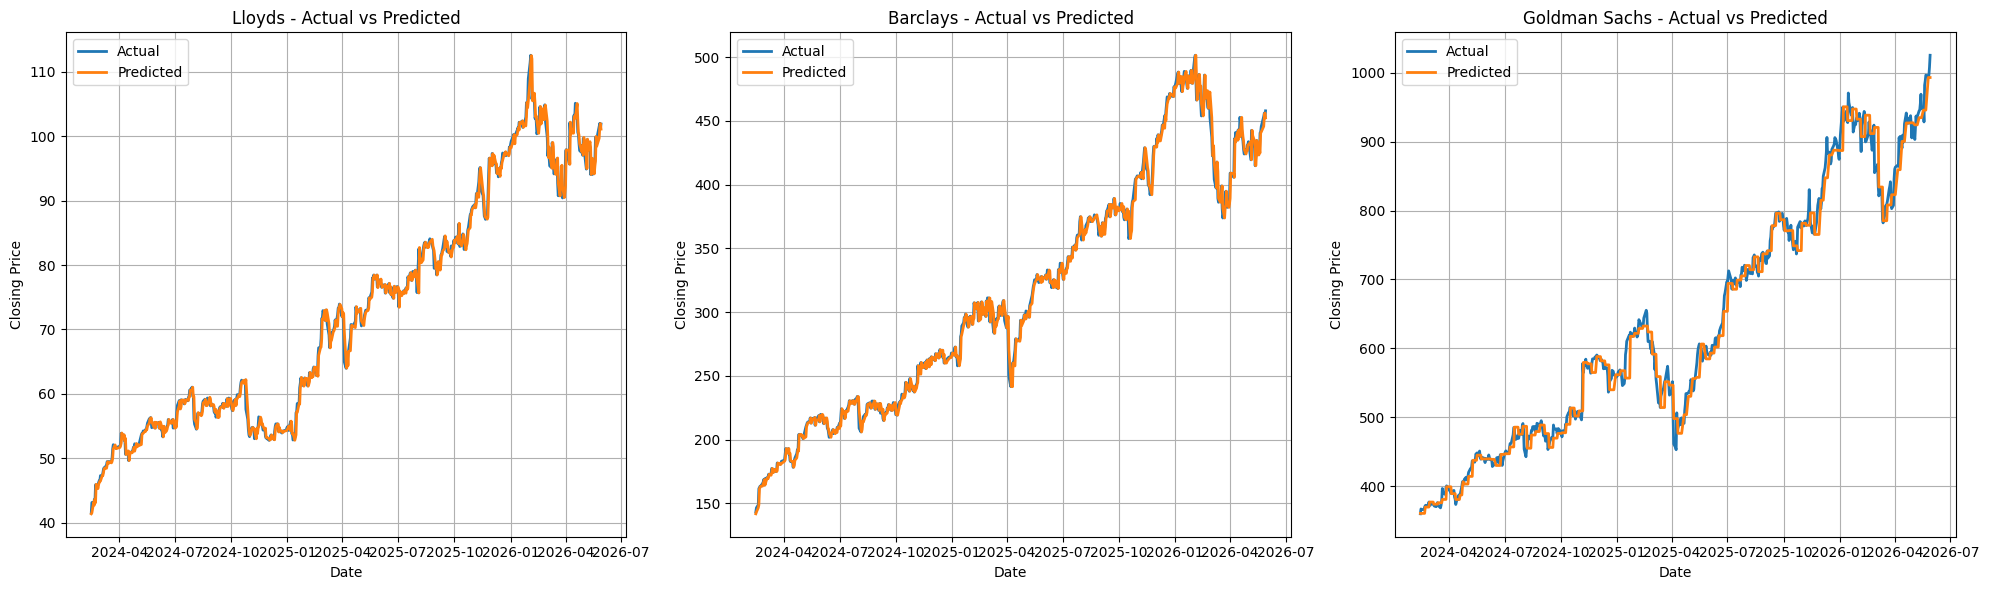 Lloyds - Actual vs Predicted
Actual
Predicted
110
100
90
80
70
60
50
40
Closing Price
2024-04 2024-07 2024-10 2025-01 2025-04 2025-07 2025-10 2026-01 2026-04 2026-07
Date
Barclays - Actual vs Predicted
Actual
Predicted
500
450
400
350
300
250
200
150
Closing Price
2024-04 2024-07 2024-10 2025-01 2025-04 2025-07 2025-10 2026-01 2026-04 2026-07
Date
Goldman Sachs - Actual vs Predicted
Actual
Predicted
1000
900
800
700
600
500
400
Closing Price
2024-04 2024-07 2024-10 2025-01 2025-04 2025-07 2025-10 2026-01 2026-04 2026-07
Date